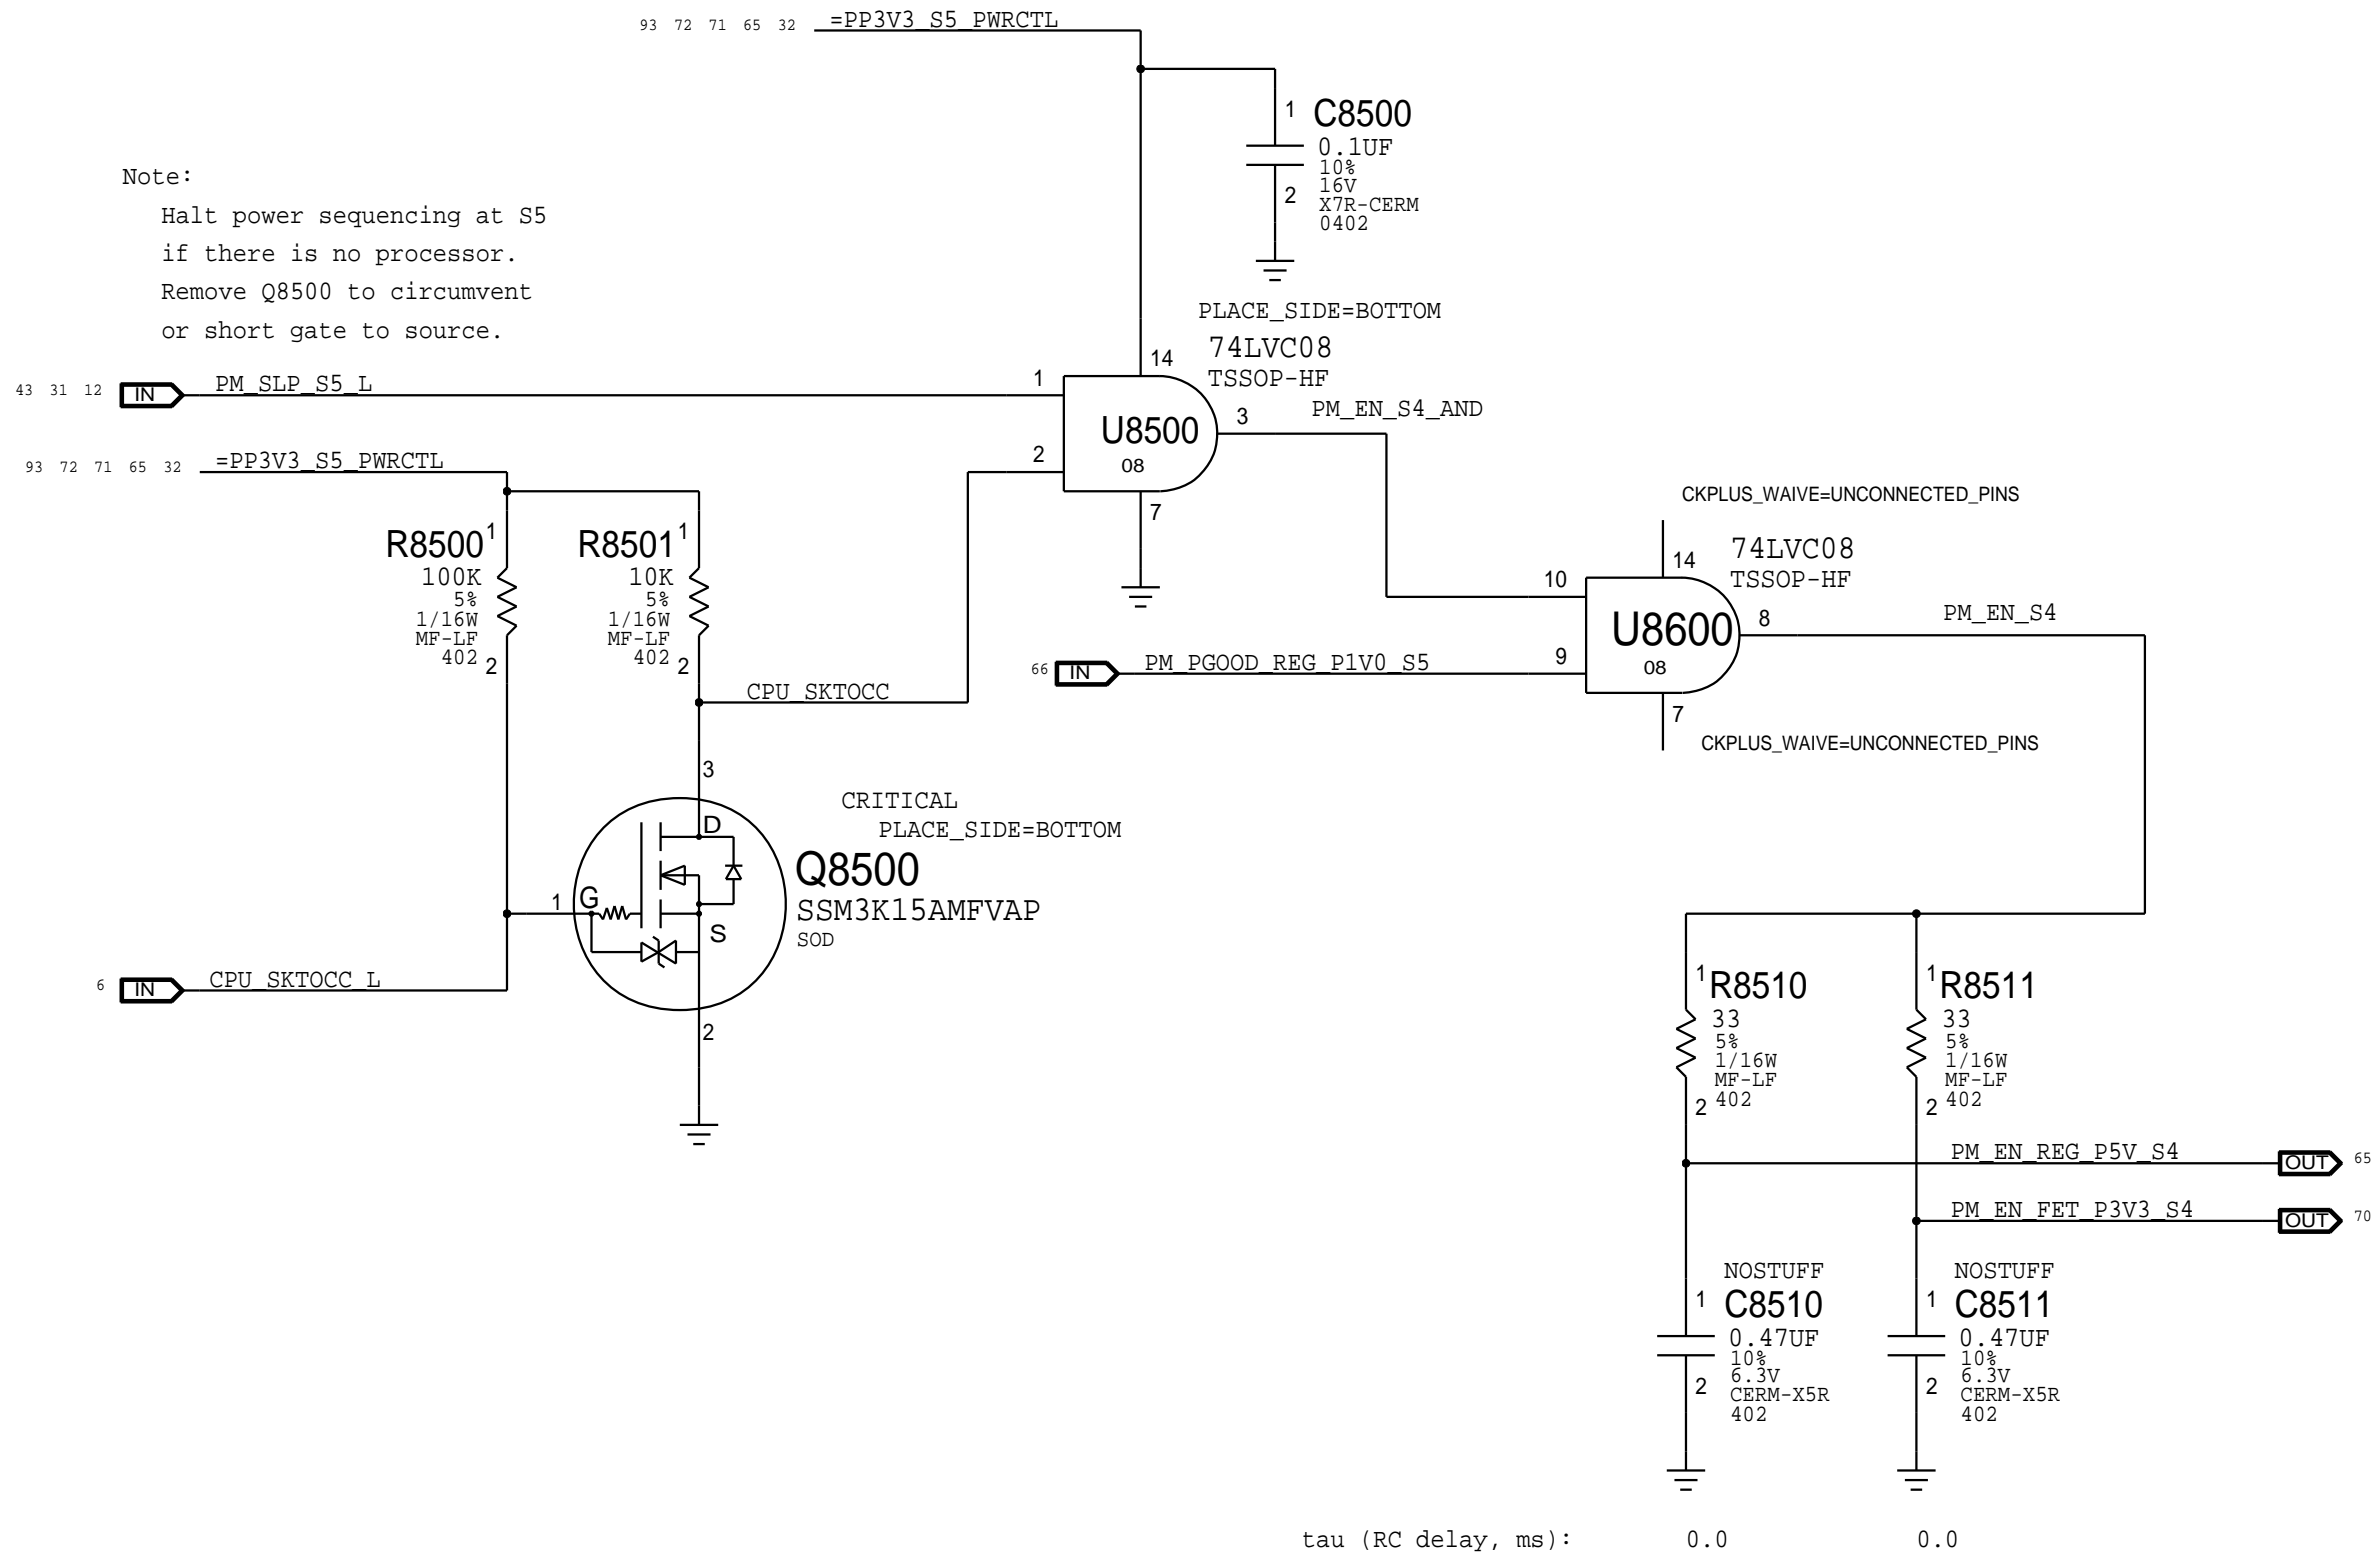 93 72 71 65 32 =PP3V3_S5_PWRCTL
1 C8500
0.1UF
10%
16V
2 X7R-CERM
0402
Note:
Halt power sequencing at S5
if there is no processor.
Remove Q8500 to circumvent
or short gate to source.
PLACE_SIDE=BOTTOM
74LVC08
TSSOP-HF
14
43 31 12 IN PM_SLP_S5_L 1
U8500
08
3 PM_EN_S4_AND
93 72 71 65 32 =PP3V3_S5_PWRCTL 2
7
R8500 1
100K
5%
1/16W
MF-LF
402 2
R8501 1
10K
5%
1/16W
MF-LF
402 2
CPU_SKTOCC
CKPLUS_WAIVE=UNCONNECTED_PINS
14 74LVC08
TSSOP-HF
10
U8600
08
8 PM_EN_S4
66 IN PM_PGOOD_REG_P1V0_S5 9
7
CKPLUS_WAIVE=UNCONNECTED_PINS
3
CRITICAL
PLACE_SIDE=BOTTOM
D
Q8500
1 G
SSM3K15AMFVAP
S
SOD
6 IN CPU_SKTOCC_L
2
1 R8510
33
5%
1/16W
MF-LF
2 402
1 R8511
33
5%
1/16W
MF-LF
2 402
PM_EN_REG_P5V_S4 OUT 65
PM_EN_FET_P3V3_S4 OUT 70
NOSTUFF
1 C8510
0.47UF
10%
6.3V
2 CERM-X5R
402
NOSTUFF
1 C8511
0.47UF
10%
6.3V
2 CERM-X5R
402
tau (RC delay, ms): 0.0 0.0